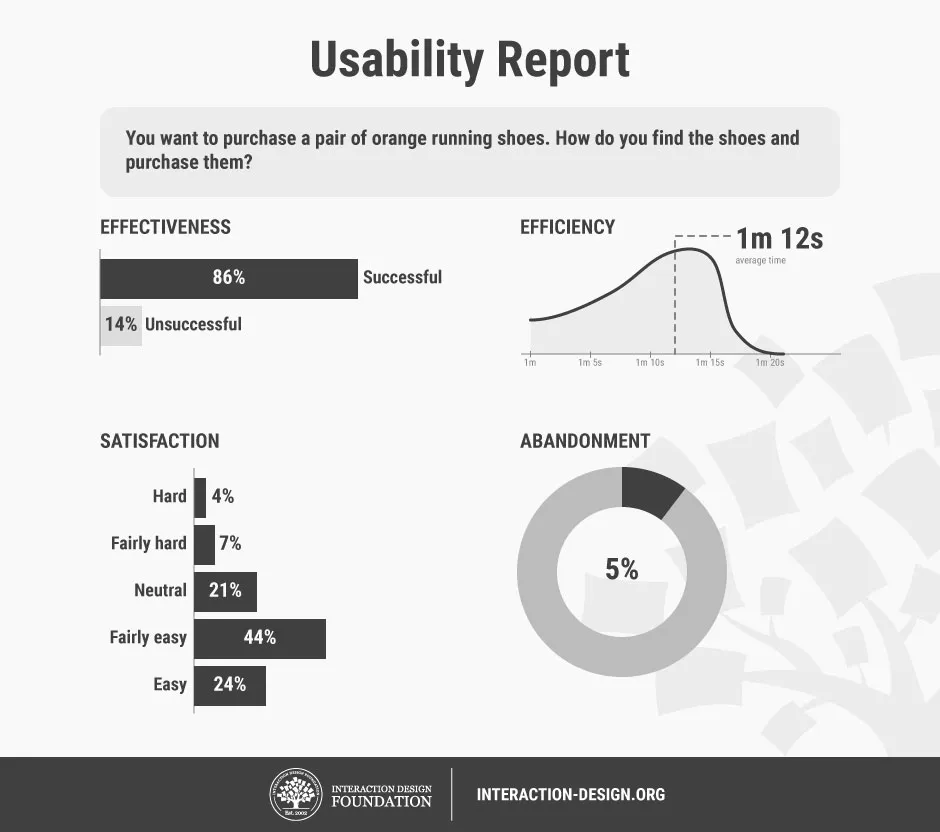 Usability Report
You want to purchase a pair of orange running shoes. How do you find the shoes and
purchase them?
EFFECTIVENESS
86% Successful
14% Unsuccessful
EFFICIENCY
1m 12s
average time
1m 1m 5s 1m 10s 1m 15s 1m 20s
SATISFACTION
Hard 4%
Fairly hard 7%
Neutral 21%
Fairly easy 44%
Easy 24%
ABANDONMENT
5%
INTERACTION DESIGN FOUNDATION
Est. 2002
INTERACTION DESIGN
FOUNDATION
INTERACTION-DESIGN.ORG